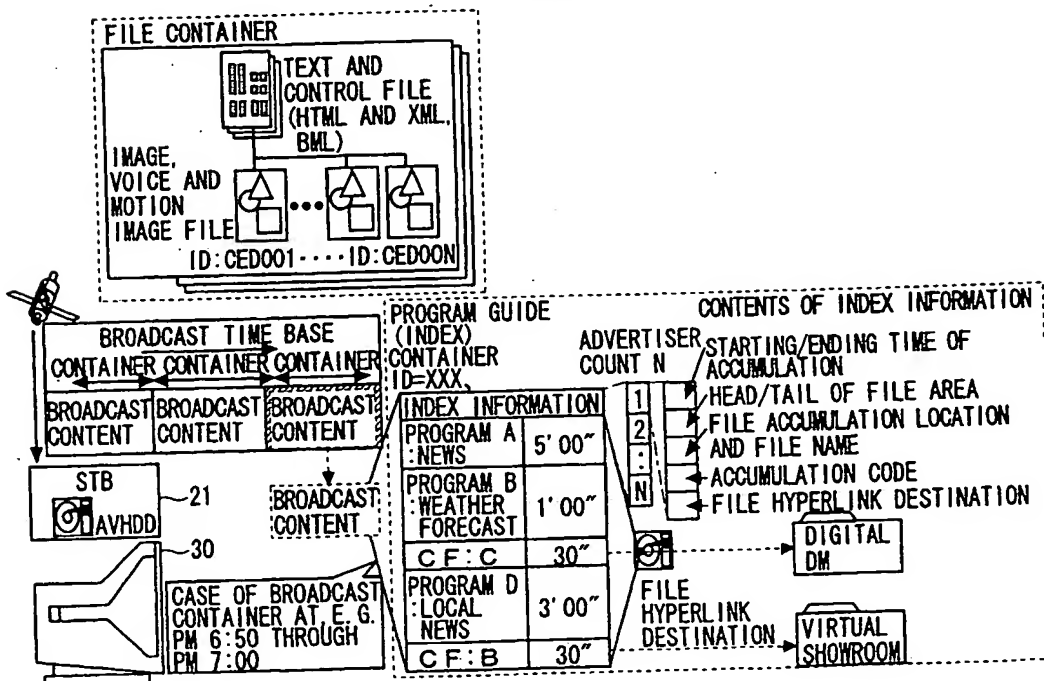 FILE CONTAINER
TEXT AND
CONTROL FILE
(HTML AND XML,
BML)
IMAGE,
VOICE AND
MOTION
IMAGE FILE
ID:CED001 ···· ID:CED00N
BROADCAST TIME BASE
CONTAINER CONTAINER CONTAINER
BROADCAST CONTENT
BROADCAST CONTENT
BROADCAST CONTENT
STB
AVHDD
21
BROADCAST
CONTENT
30
CASE OF BROADCAST
CONTAINER AT, E. G.
PM 6:50 THROUGH
PM 7:00
PROGRAM GUIDE
(INDEX)
CONTAINER
ID=XXX,
INDEX INFORMATION
PROGRAM A
:NEWS
5' 00"
PROGRAM B
:WEATHER
FORECAST
1' 00"
CF:C
30"
PROGRAM D
:LOCAL
NEWS
3' 00"
CF:B
30"
CONTENTS OF INDEX INFORMATION
ADVERTISER
COUNT N
1
2
:
N
STARTING/ENDING TIME OF
ACCUMULATION
HEAD/TAIL OF FILE AREA
FILE ACCUMULATION LOCATION
AND FILE NAME
ACCUMULATION CODE
FILE HYPERLINK DESTINATION
DIGITAL
DM
FILE
HYPERLINK
DESTINATION
VIRTUAL
SHOWROOM